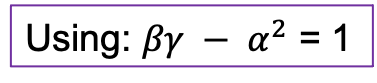 Using: βγ − α² = 1